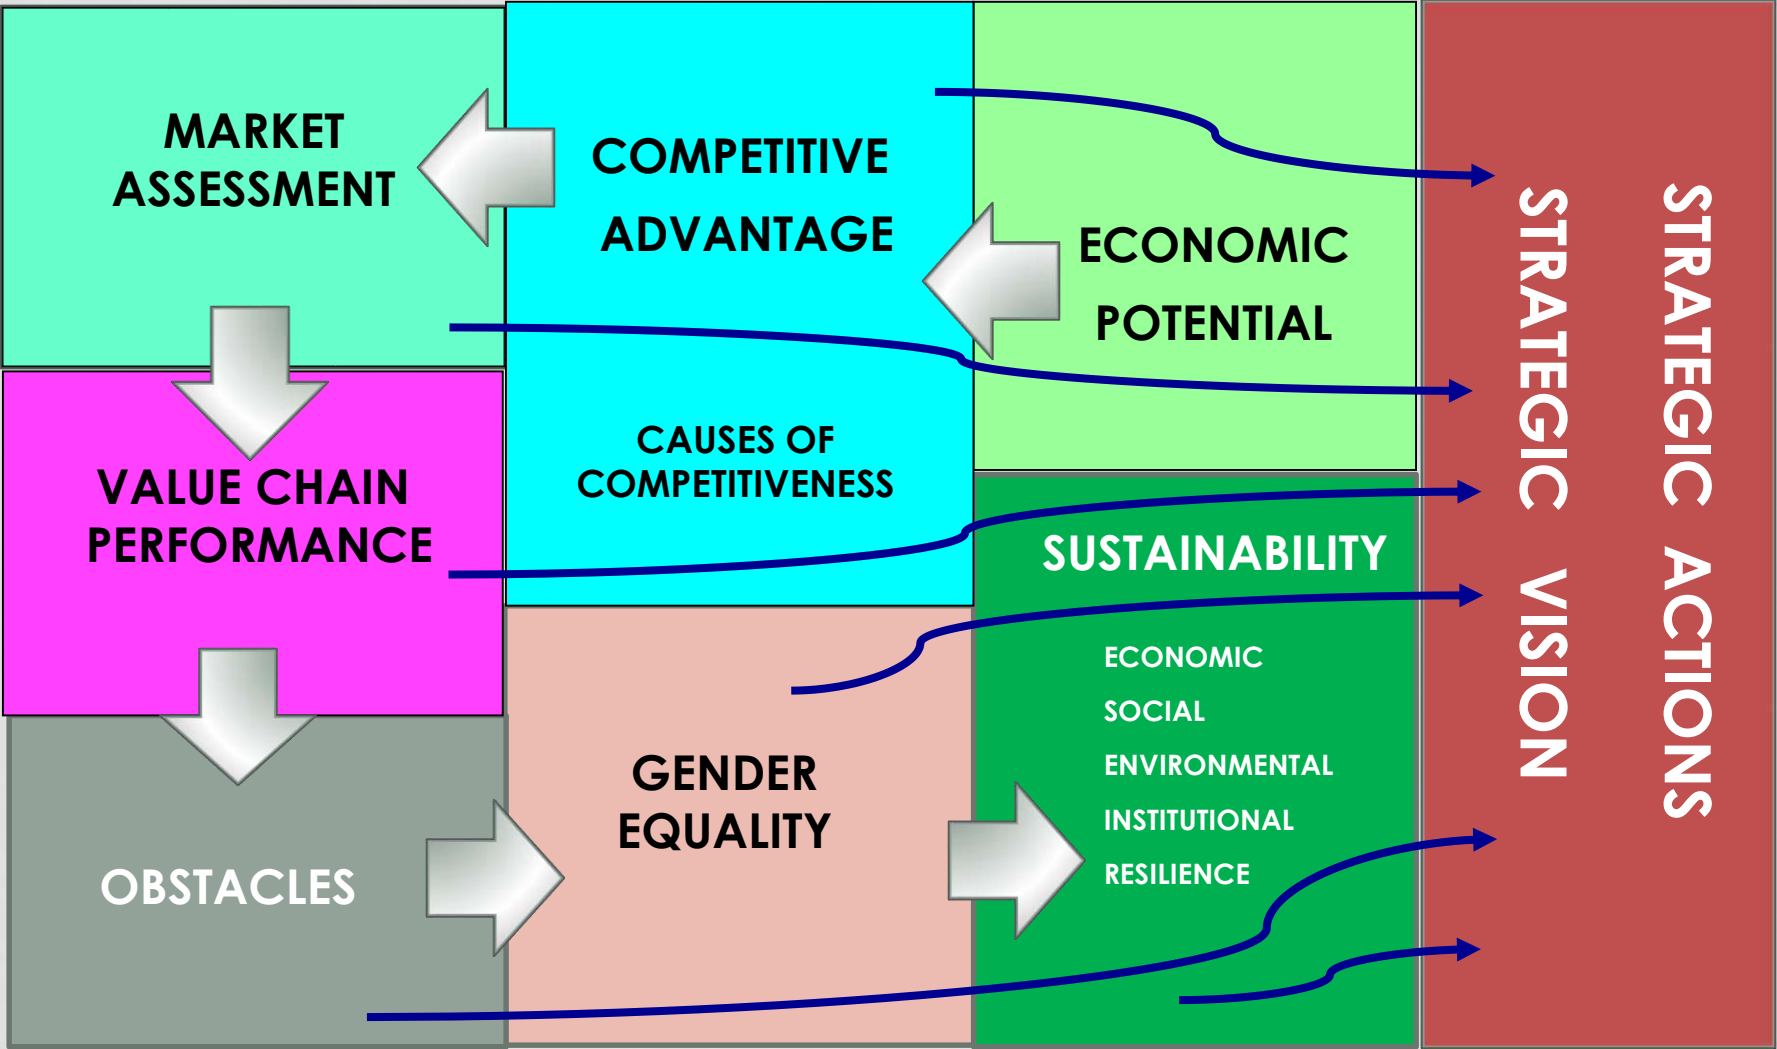 MARKET
ASSESSMENT
COMPETITIVE
ADVANTAGE
CAUSES OF
COMPETITIVENESS
ECONOMIC
POTENTIAL
VALUE CHAIN
PERFORMANCE
OBSTACLES
GENDER
EQUALITY
SUSTAINABILITY
ECONOMIC
SOCIAL
ENVIRONMENTAL
INSTITUTIONAL
RESILIENCE
STRATEGIC VISION
STRATEGIC ACTIONS